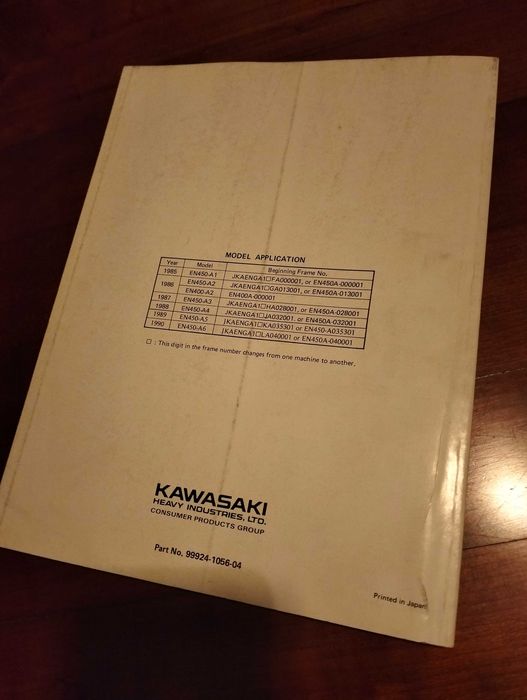 MODEL APPLICATION
Year Model Beginning Frame No.
1985 EN450-A1 JKAENGA1□FA000001, or EN450A-000001
1986 EN450-A2 JKAENGA1□GA013001, or EN450A-013001
EN400-A2 EN400A-000001
1987 EN450-A3 JKAENGA1□HA028001, or EN450A-028001
1988 EN450-A4 JKAENGA1□JA032001, or EN450A-032001
1989 EN450-A5 JKAENGA1□KA035301 or EN450-A035301
1990 EN450-A6 JKAENGA1□LA040001 or EN450A-040001
□ : This digit in the frame number changes from one machine to another.
KAWASAKI
HEAVY INDUSTRIES, LTD.
CONSUMER PRODUCTS GROUP
Part No. 99924-1056-04
Printed in Japan